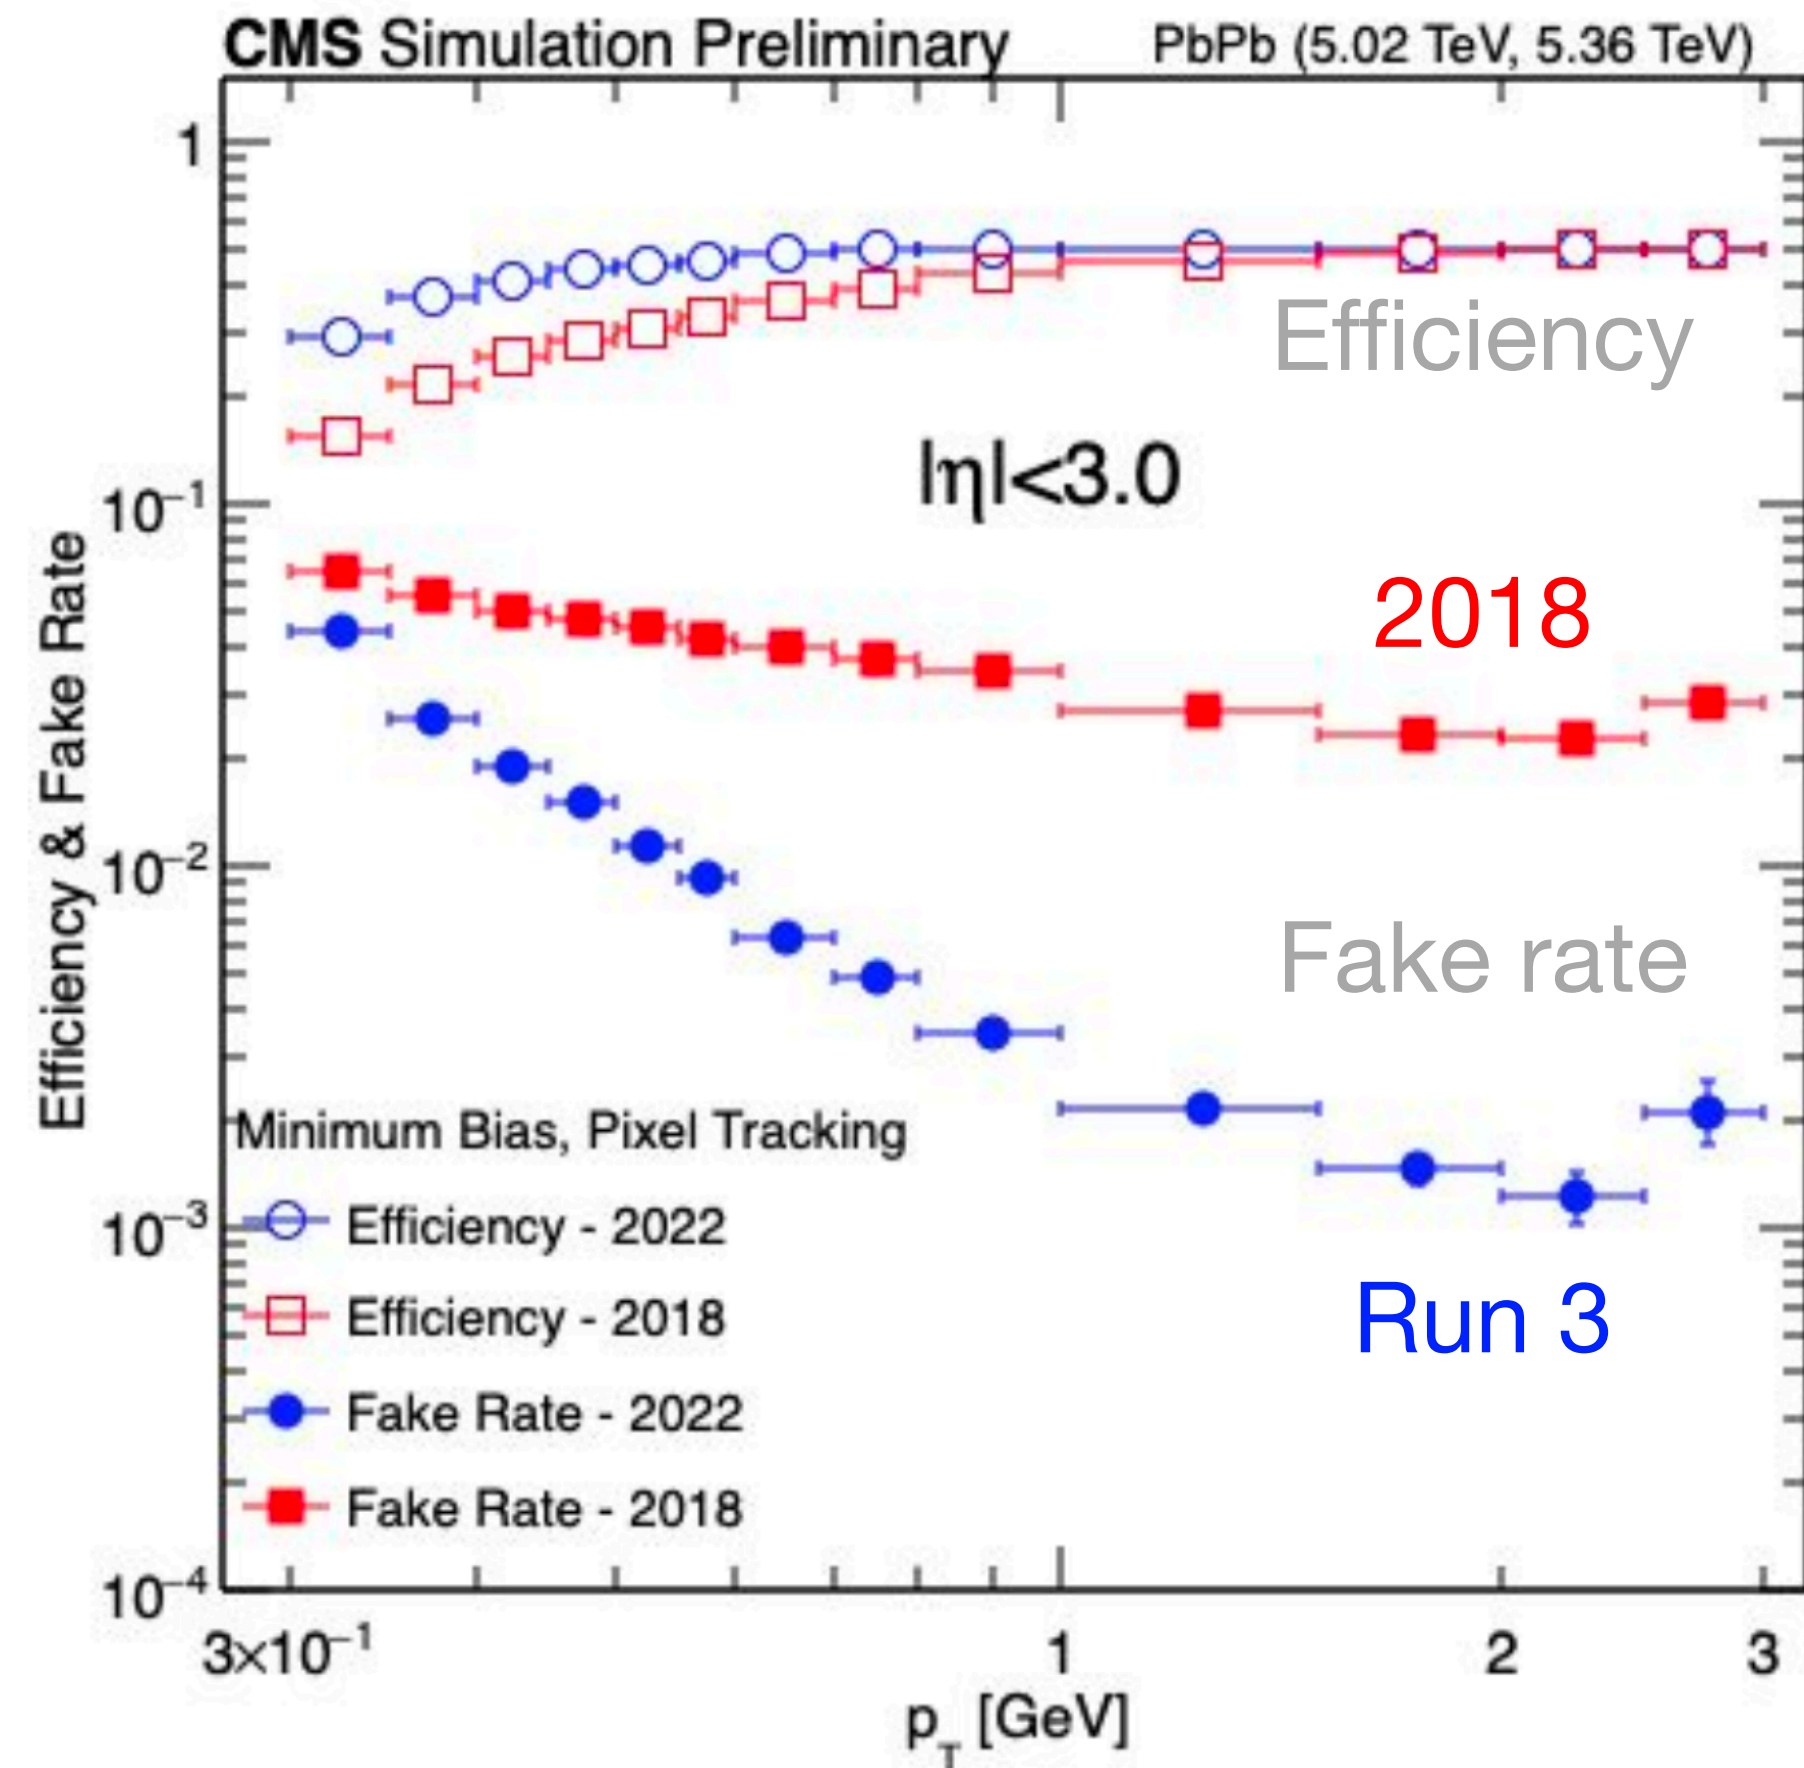 CMS Simulation Preliminary
PbPb (5.02 TeV, 5.36 TeV)
Efficiency & Fake Rate
1
10⁻¹
10⁻²
10⁻³
10⁻⁴
Efficiency
|η|<3.0
2018
Fake rate
Run 3
Minimum Bias, Pixel Tracking
Efficiency - 2022
Efficiency - 2018
Fake Rate - 2022
Fake Rate - 2018
3×10⁻¹
1
2
3
p_T [GeV]